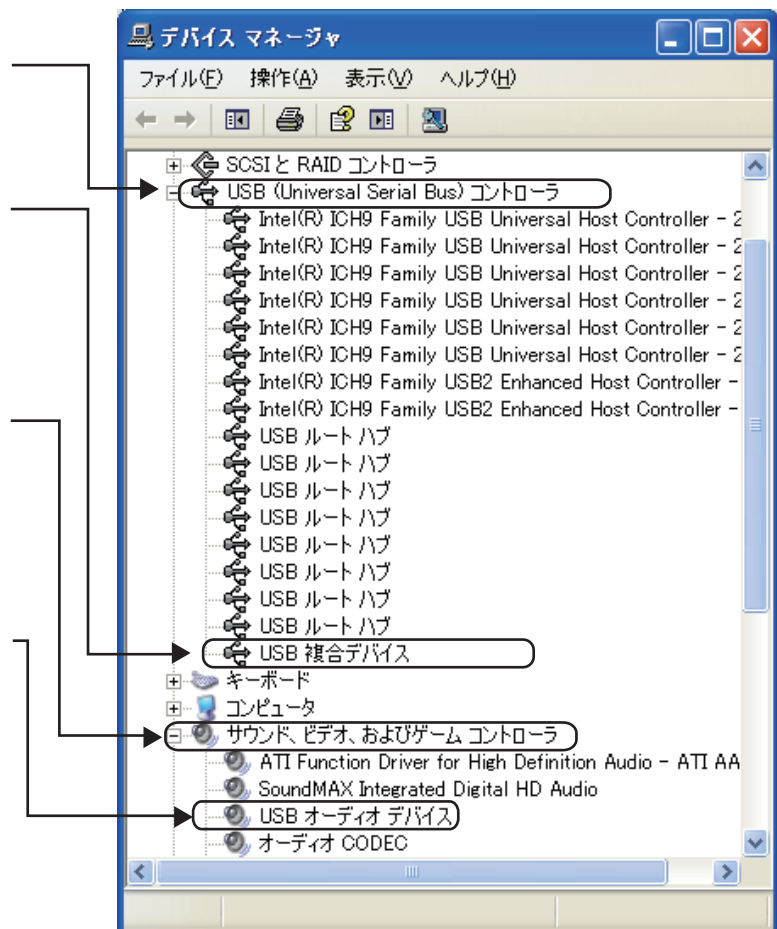 デバイス マネージャ
ファイル(F) 操作(A) 表示(V) ヘルプ(H)
SCSI と RAID コントローラ
USB (Universal Serial Bus) コントローラ
Intel(R) ICH9 Family USB Universal Host Controller - 2
Intel(R) ICH9 Family USB Universal Host Controller - 2
Intel(R) ICH9 Family USB Universal Host Controller - 2
Intel(R) ICH9 Family USB Universal Host Controller - 2
Intel(R) ICH9 Family USB Universal Host Controller - 2
Intel(R) ICH9 Family USB Universal Host Controller - 2
Intel(R) ICH9 Family USB2 Enhanced Host Controller -
Intel(R) ICH9 Family USB2 Enhanced Host Controller -
USB ルート ハブ
USB ルート ハブ
USB ルート ハブ
USB ルート ハブ
USB ルート ハブ
USB ルート ハブ
USB ルート ハブ
USB ルート ハブ
USB 複合デバイス
キーボード
コンピュータ
サウンド、ビデオ、およびゲーム コントローラ
ATI Function Driver for High Definition Audio - ATI AA
SoundMAX Integrated Digital HD Audio
USB オーディオ デバイス
オーディオ CODEC